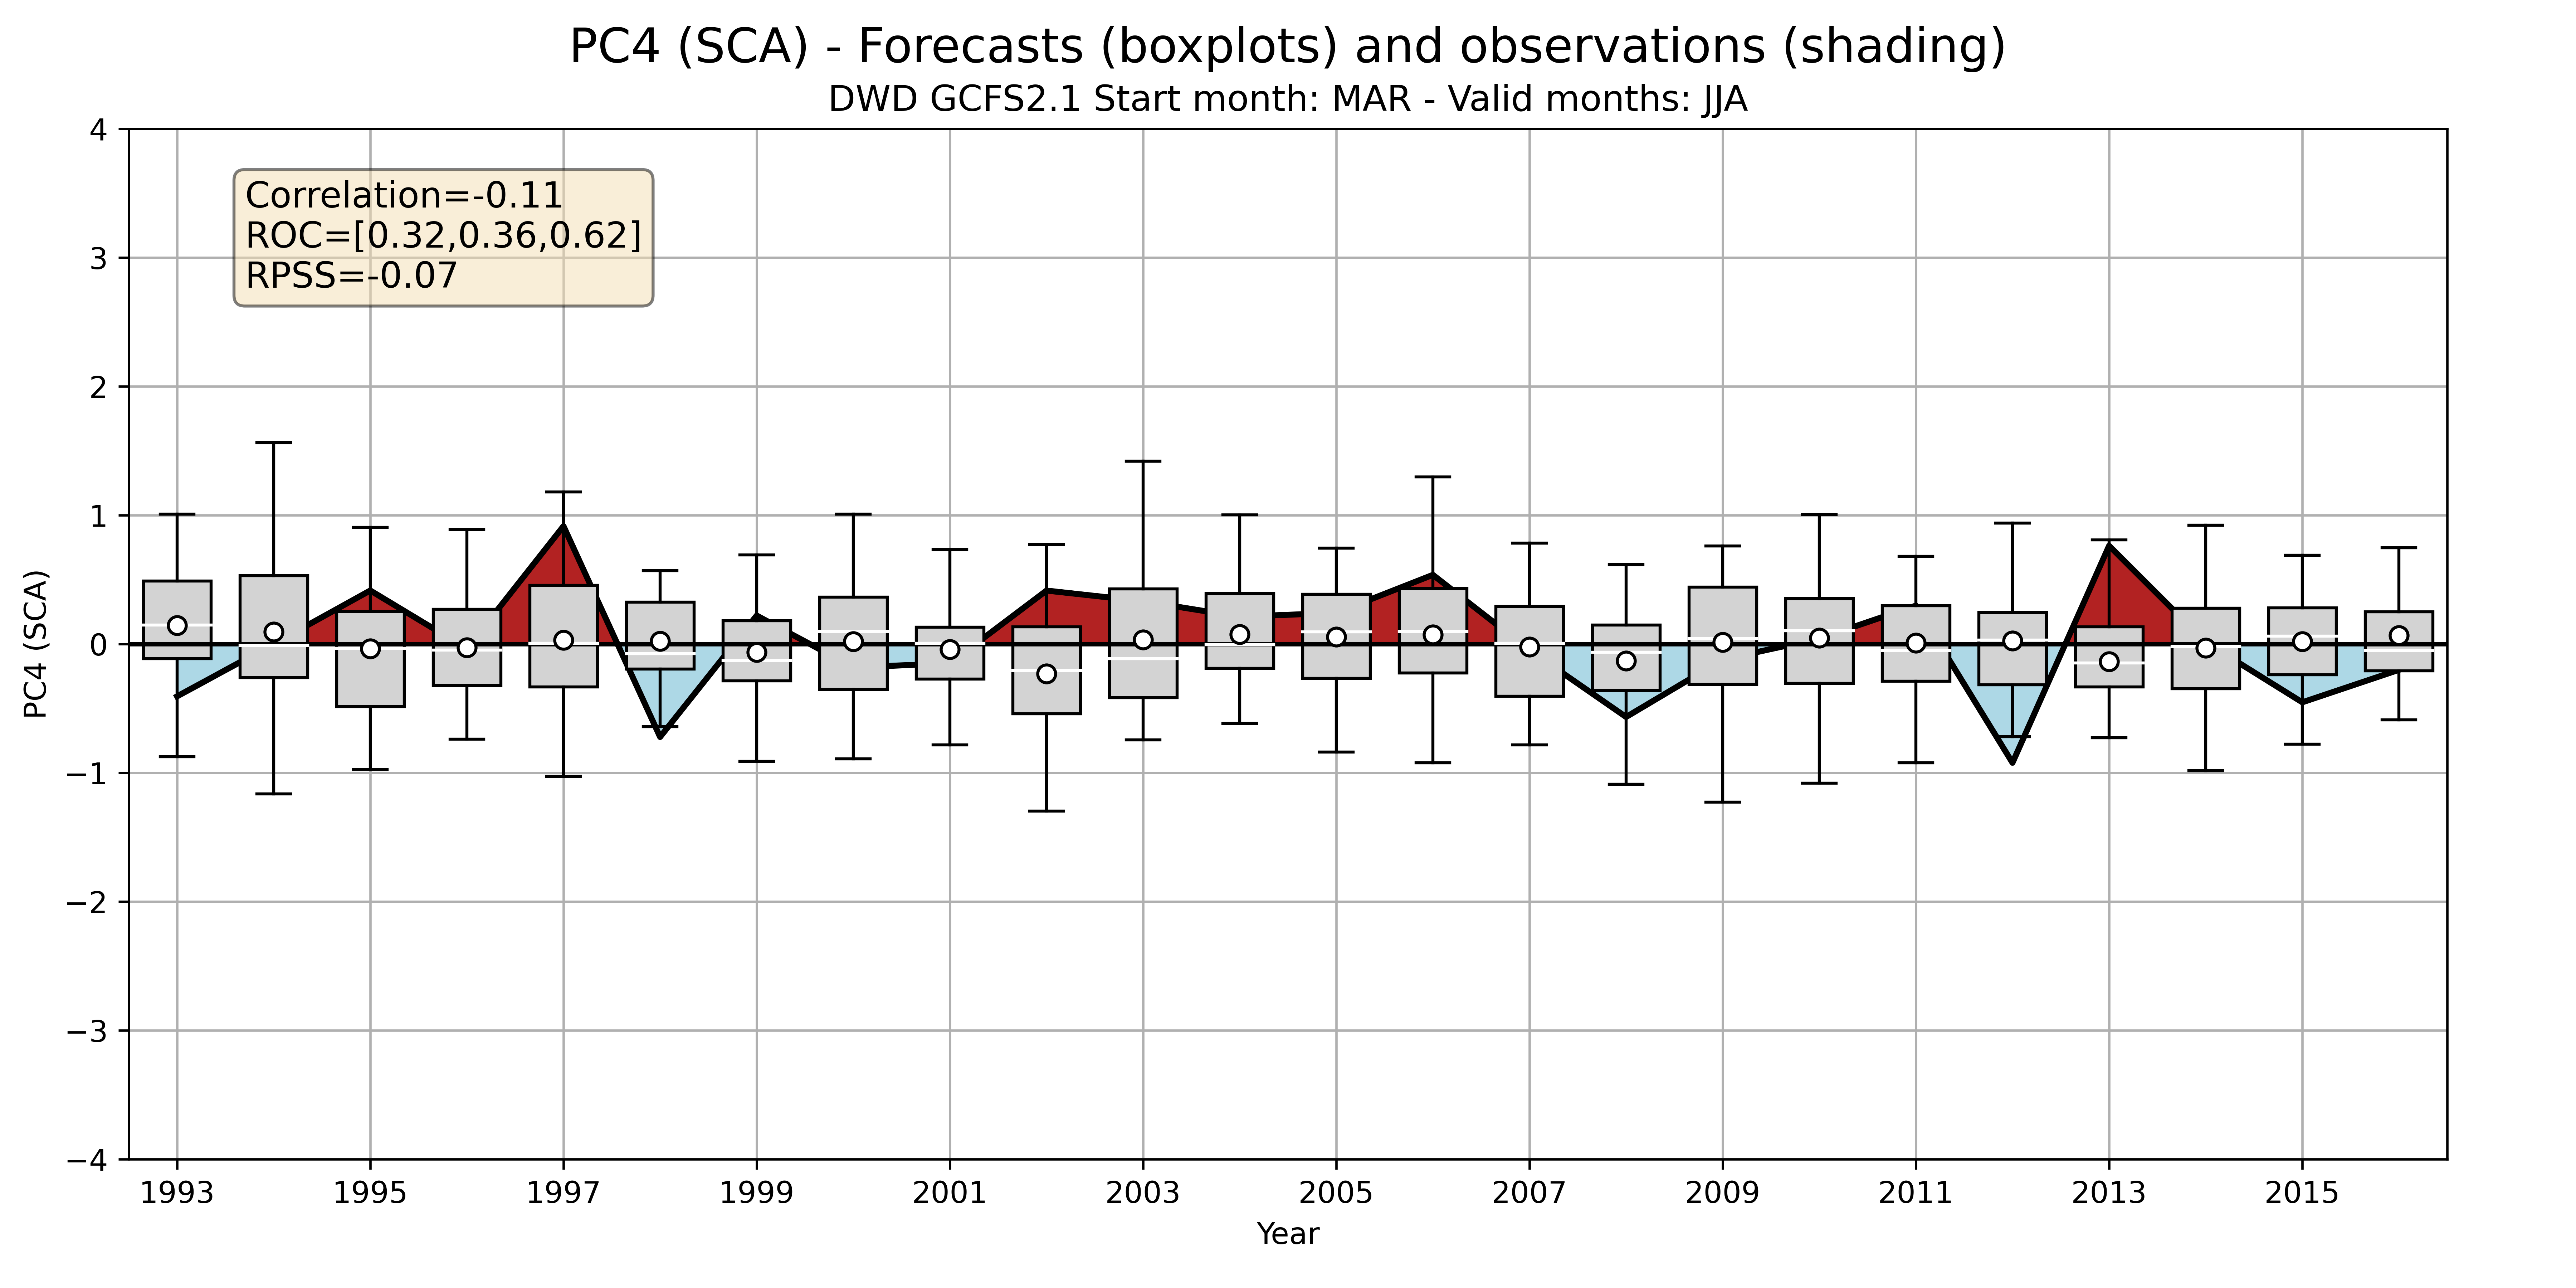 PC4 (SCA) - Forecasts (boxplots) and observations (shading)
DWD GCFS2.1 Start month: MAR - Valid months: JJA
Correlation=-0.11
ROC=[0.32,0.36,0.62]
RPSS=-0.07
PC4 (SCA)
4
3
2
1
0
−1
−2
−3
−4
1993 1995 1997 1999 2001 2003 2005 2007 2009 2011 2013 2015
Year